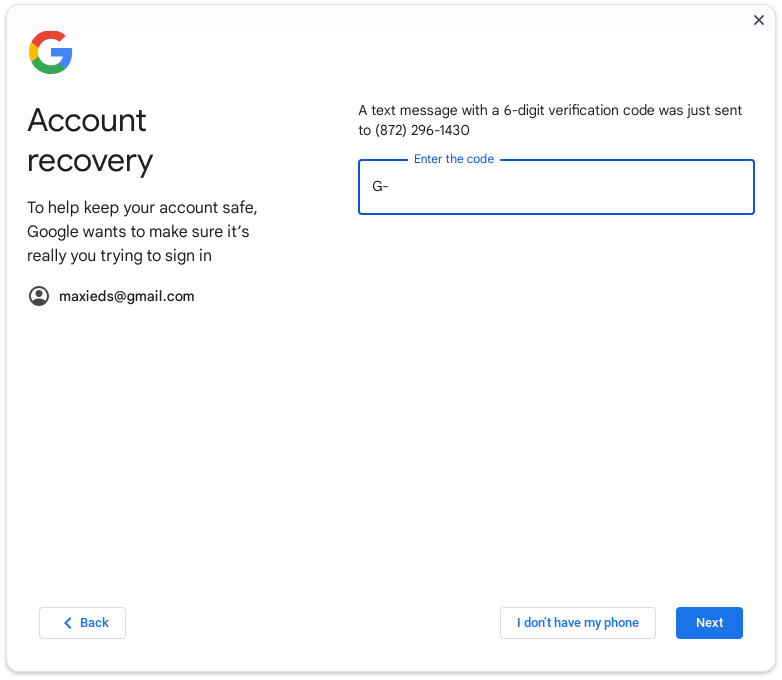 Account
recovery
To help keep your account safe,
Google wants to make sure it's
really you trying to sign in
maxieds@gmail.com
A text message with a 6-digit verification code was just sent
to (872) 296-1430
Enter the code
G-
Back
I don't have my phone
Next